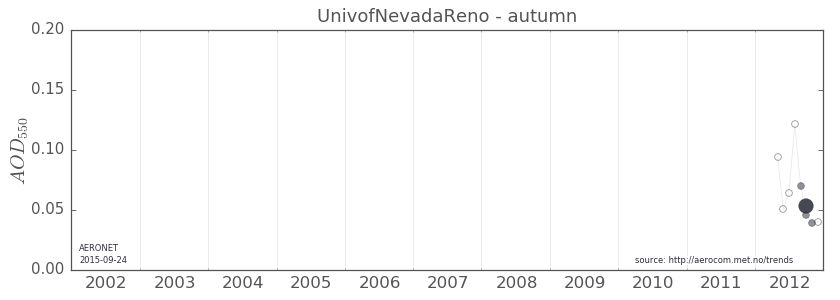 UnivofNevadaReno - autumn
0.20
0.15
0.10
0.05
0.00
AOD550
AERONET
2015-09-24
source: http://aerocom.met.no/trends
2002 2003 2004 2005 2006 2007 2008 2009 2010 2011 2012